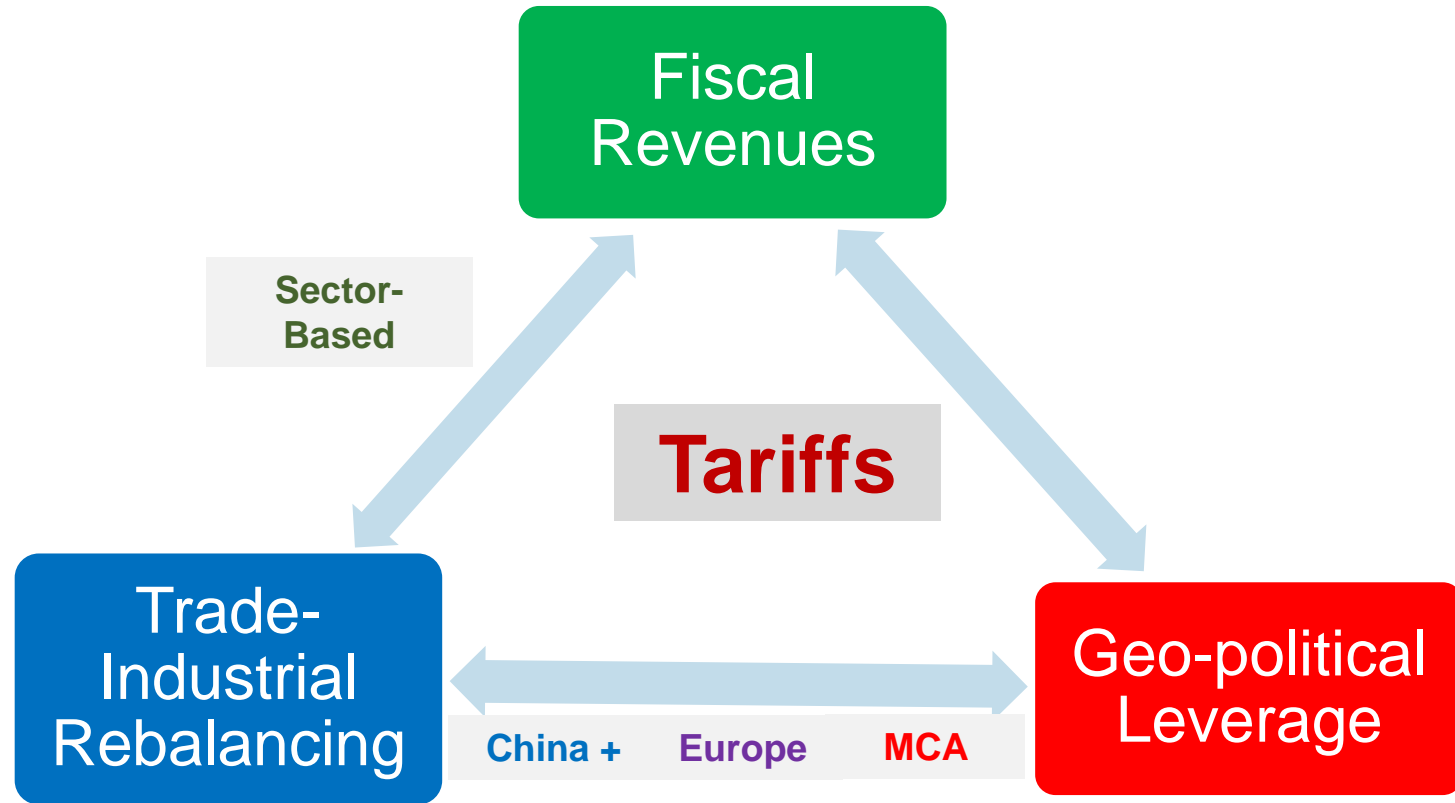 Fiscal
Revenues
Sector-
Based
Tariffs
Trade-
Industrial
Rebalancing
Geo-political
Leverage
China + Europe MCA